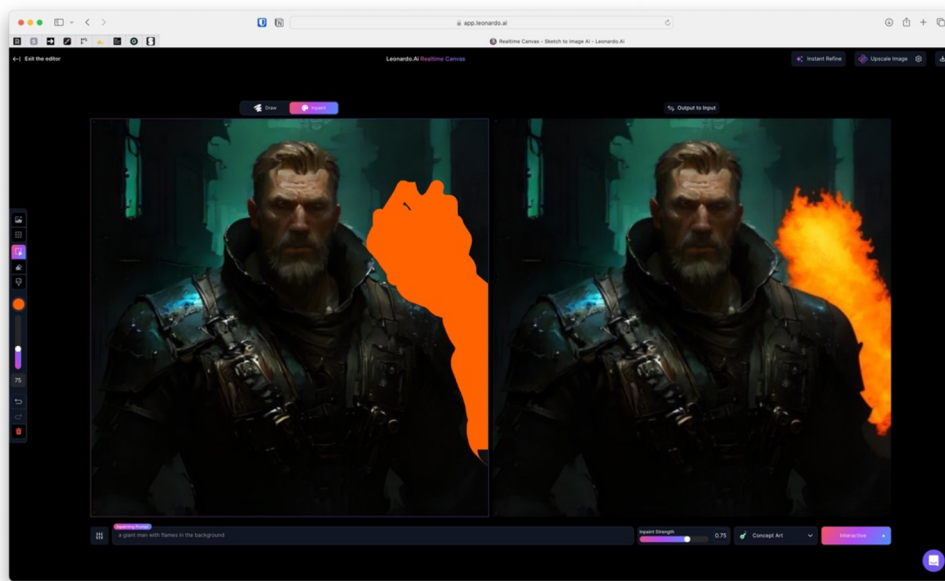 app.leonardo.ai
Realtime Canvas - Sketch to Image AI - Leonardo.Ai
Exit the editor
Leonardo.Ai Realtime Canvas
Instant Refine
Upscale Image
Draw
Inpaint
Output to Input
75
Inpainting Prompt
a giant man with flames in the background
Inpaint Strength
0.75
Concept Art
Interactive